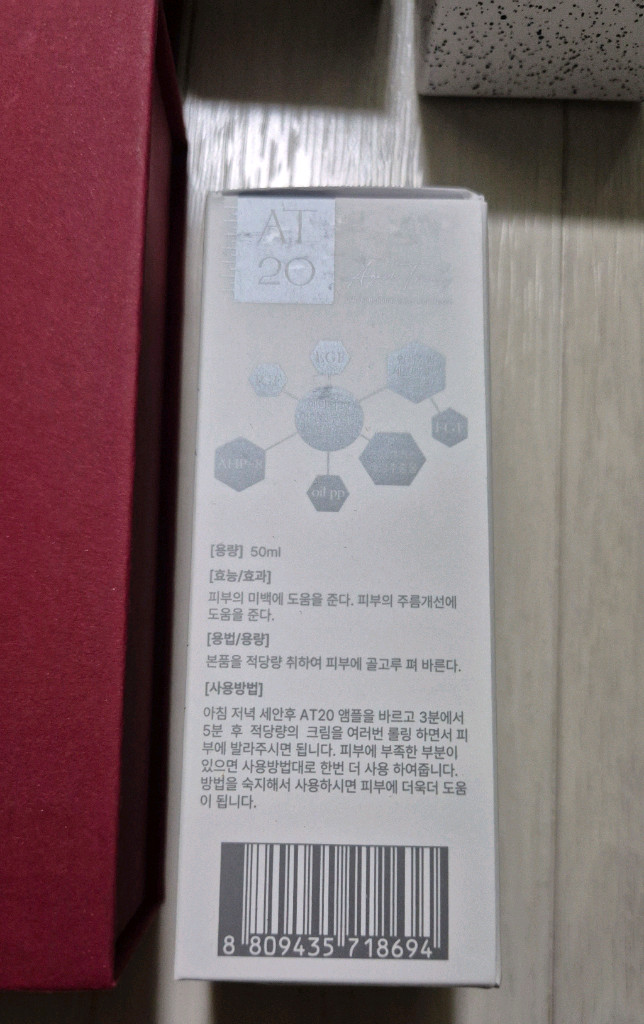 AT
20
EGF
FGF
AHP-8
oil pp
[용량] 50ml
[효능/효과]
피부의 미백에 도움을 준다. 피부의 주름개선에
도움을 준다.
[용법/용량]
본품을 적당량 취하여 피부에 골고루 펴 바른다.
[사용방법]
아침 저녁 세안후 AT20 앰플을 바르고 3분에서
5분 후 적당량의 크림을 여러번 롤링 하면서 피
부에 발라주시면 됩니다. 피부에 부족한 부분이
있으면 사용방법대로 한번 더 사용 하여줍니다.
방법을 숙지해서 사용하시면 피부에 더욱더 도움
이 됩니다.
8 809435 718694